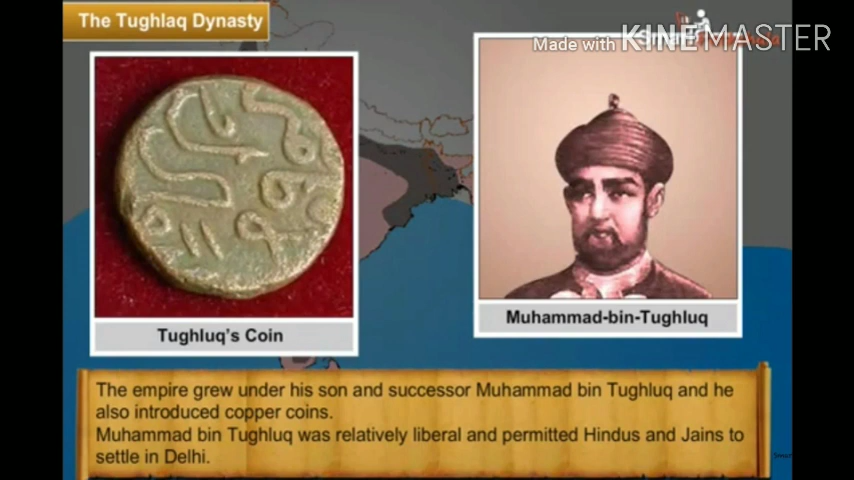 The Tughlaq Dynasty
Made with KINEMASTER
Tughluq's Coin
Muhammad-bin-Tughluq
The empire grew under his son and successor Muhammad bin Tughluq and he
also introduced copper coins.
Muhammad bin Tughluq was relatively liberal and permitted Hindus and Jains to
settle in Delhi.